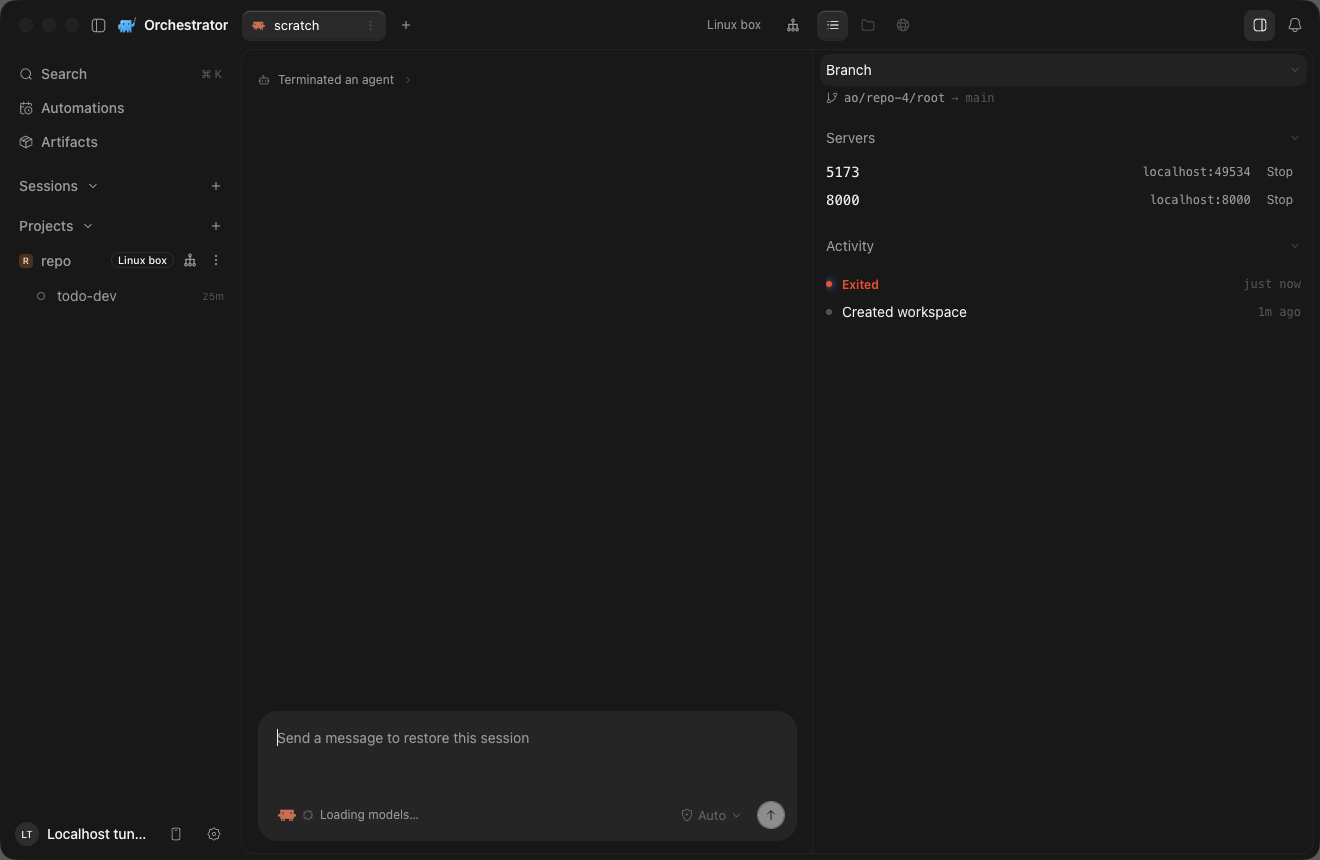 Orchestrator
scratch
Linux box
Search
⌘ K
Automations
Artifacts
Sessions
Projects
R
repo
Linux box
todo-dev
25m
Terminated an agent
Send a message to restore this session
Loading models...
Auto
Branch
ao/repo-4/root → main
Servers
5173
localhost:49534
Stop
8000
localhost:8000
Stop
Activity
Exited
just now
Created workspace
1m ago
LT
Localhost tun...